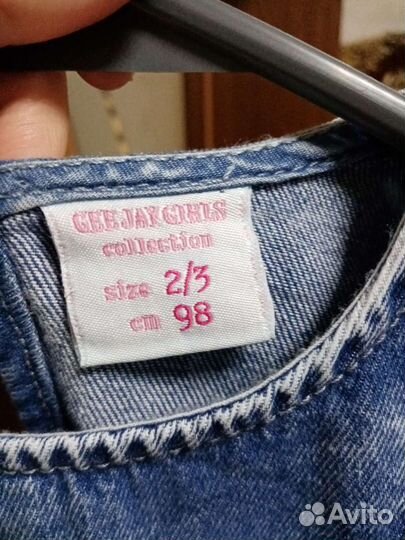 GEE JAY GIRLS
collection
size 2/3
cm 98
Avito